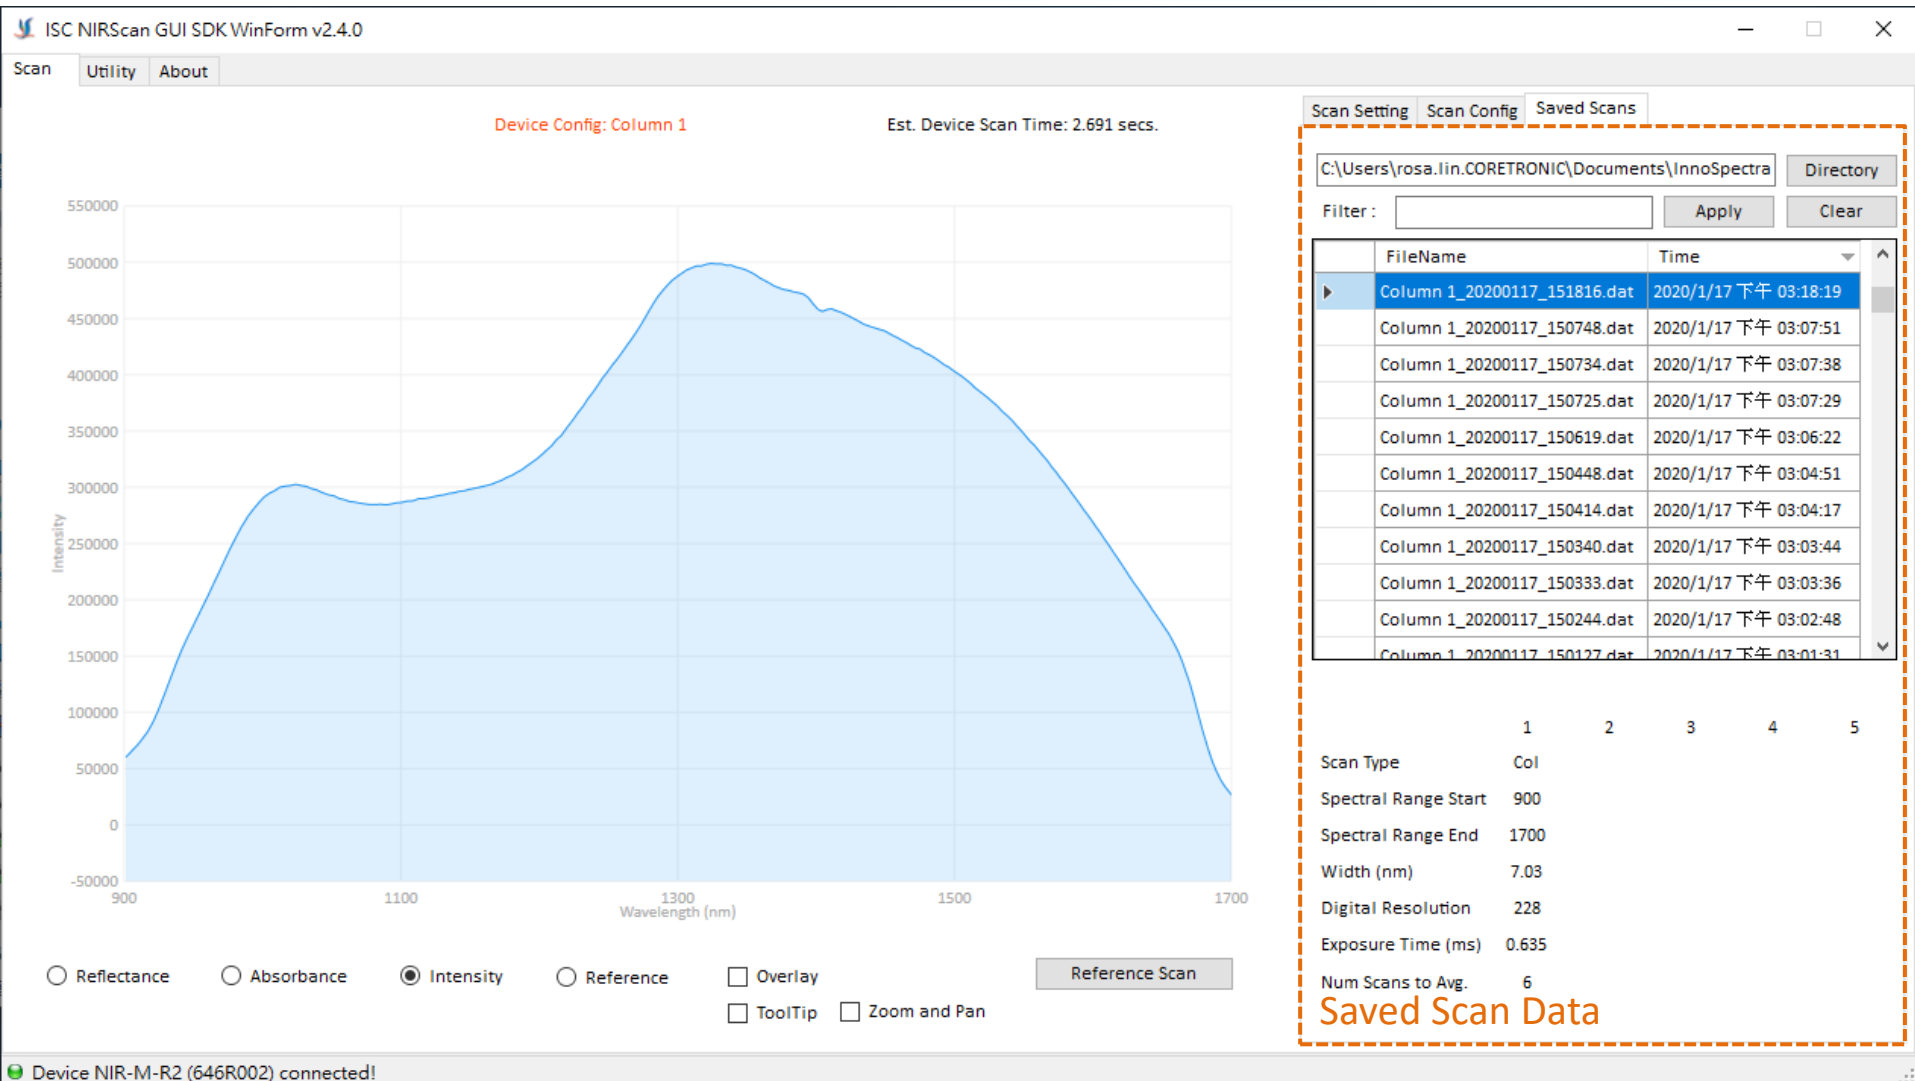 ISC NIRScan GUI SDK WinForm v2.4.0
Scan Utility About
Device Config: Column 1 Est. Device Scan Time: 2.691 secs.
550000
500000
450000
400000
350000
300000
250000
200000
150000
100000
50000
0
-50000
Intensity
900 1100 1300 1500 1700
Wavelength (nm)
Reflectance Absorbance Intensity Reference Overlay Reference Scan
ToolTip Zoom and Pan
Scan Setting Scan Config Saved Scans
C:\Users\rosa.lin.CORETRONIC\Documents\InnoSpectra Directory
Filter : Apply Clear
FileName Time
Column 1_20200117_151816.dat 2020/1/17 下午 03:18:19
Column 1_20200117_150748.dat 2020/1/17 下午 03:07:51
Column 1_20200117_150734.dat 2020/1/17 下午 03:07:38
Column 1_20200117_150725.dat 2020/1/17 下午 03:07:29
Column 1_20200117_150619.dat 2020/1/17 下午 03:06:22
Column 1_20200117_150448.dat 2020/1/17 下午 03:04:51
Column 1_20200117_150414.dat 2020/1/17 下午 03:04:17
Column 1_20200117_150340.dat 2020/1/17 下午 03:03:44
Column 1_20200117_150333.dat 2020/1/17 下午 03:03:36
Column 1_20200117_150244.dat 2020/1/17 下午 03:02:48
Column 1_20200117_150127.dat 2020/1/17 下午 03:01:31
1 2 3 4 5
Scan Type Col
Spectral Range Start 900
Spectral Range End 1700
Width (nm) 7.03
Digital Resolution 228
Exposure Time (ms) 0.635
Num Scans to Avg. 6
Saved Scan Data
Device NIR-M-R2 (646R002) connected!